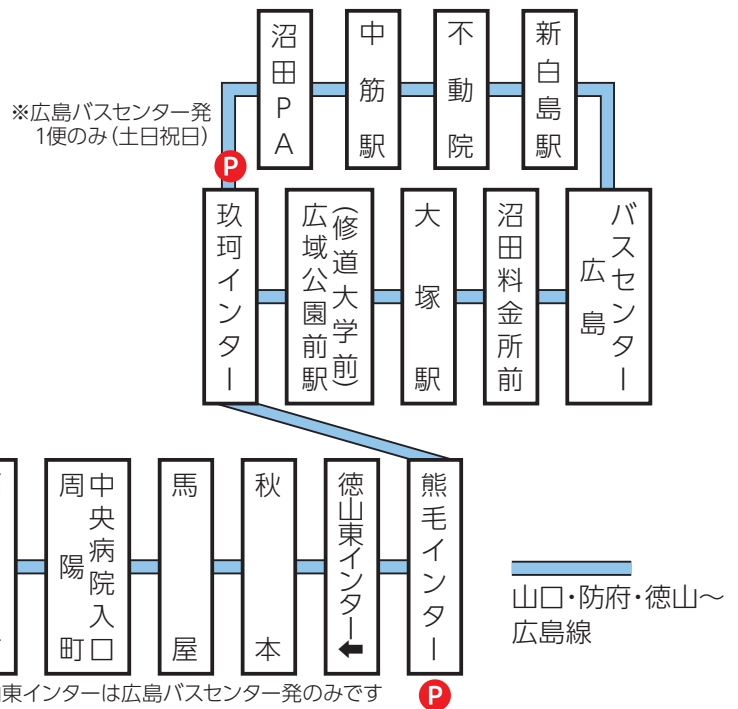 沼田PA
中筋駅
不動院
新白島駅
※広島バスセンター発
1便のみ（土日祝日）
P
玖珂インター
広域公園前駅
（修道大学前）
大塚駅
沼田料金所前
広島
バスセンター
周陽町
中央病院入口
馬屋
秋本
徳山東インター⬅
熊毛インター
山口・防府・徳山～
広島線
東インターは広島バスセンター発のみです
P